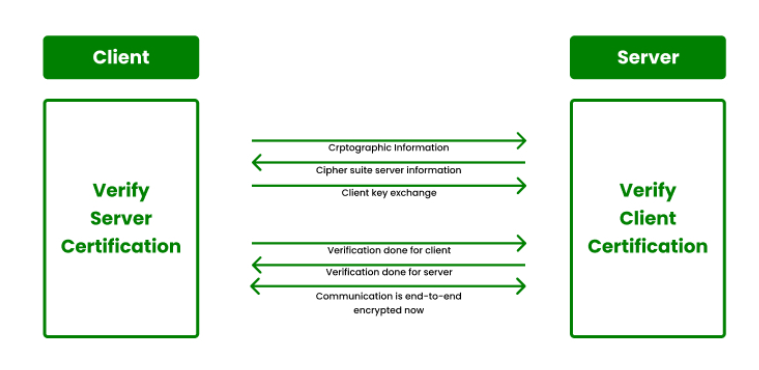 Client
Server
Verify
Server
Certification
Crptographic Information
Cipher suite server information
Client key exchange
Verification done for client
Verification done for server
Communication is end-to-end
encrypted now
Verify
Client
Certification